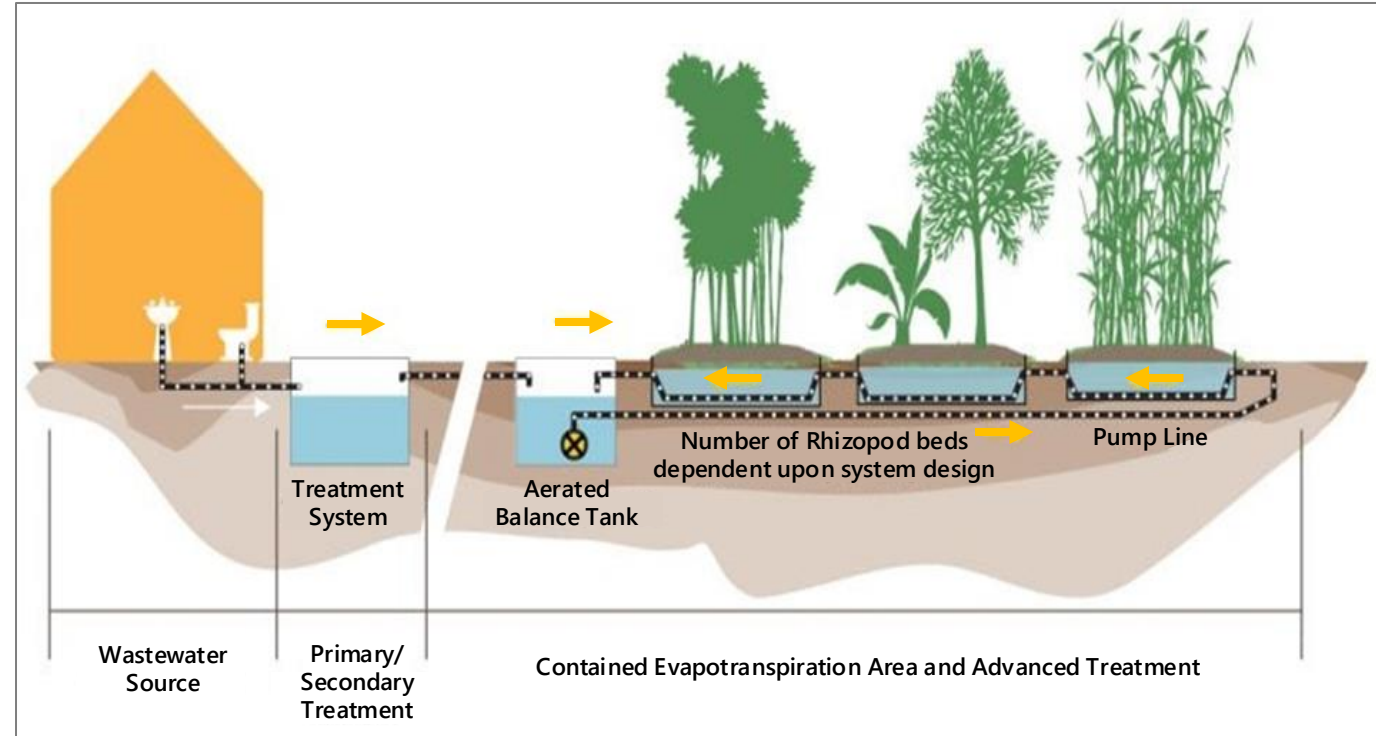 Number of Rhizopod beds
dependent upon system design
Pump Line
Treatment
System
Aerated
Balance Tank
Wastewater
Source
Primary/
Secondary
Treatment
Contained Evapotranspiration Area and Advanced Treatment